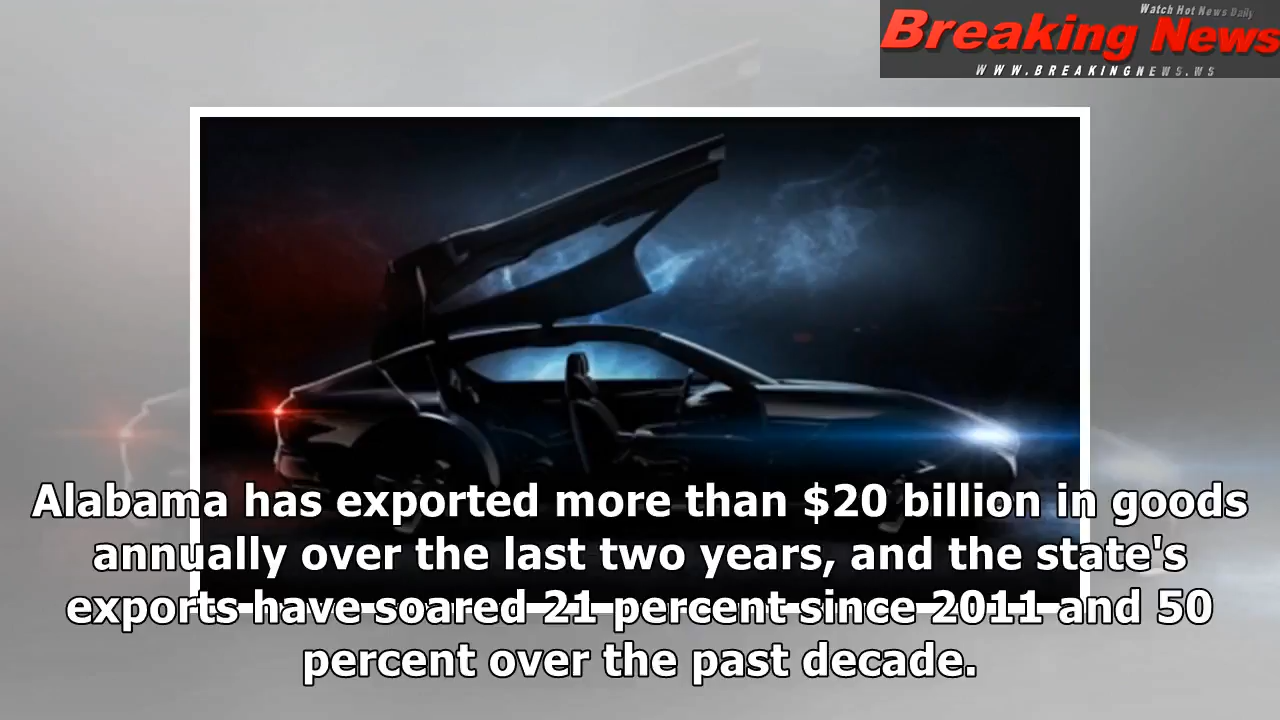 Watch Hot News Daily
Breaking News
WWW.BREAKINGNEWS.WS
Alabama has exported more than $20 billion in goods
annually over the last two years, and the state's
exports have soared 21 percent since 2011 and 50
percent over the past decade.